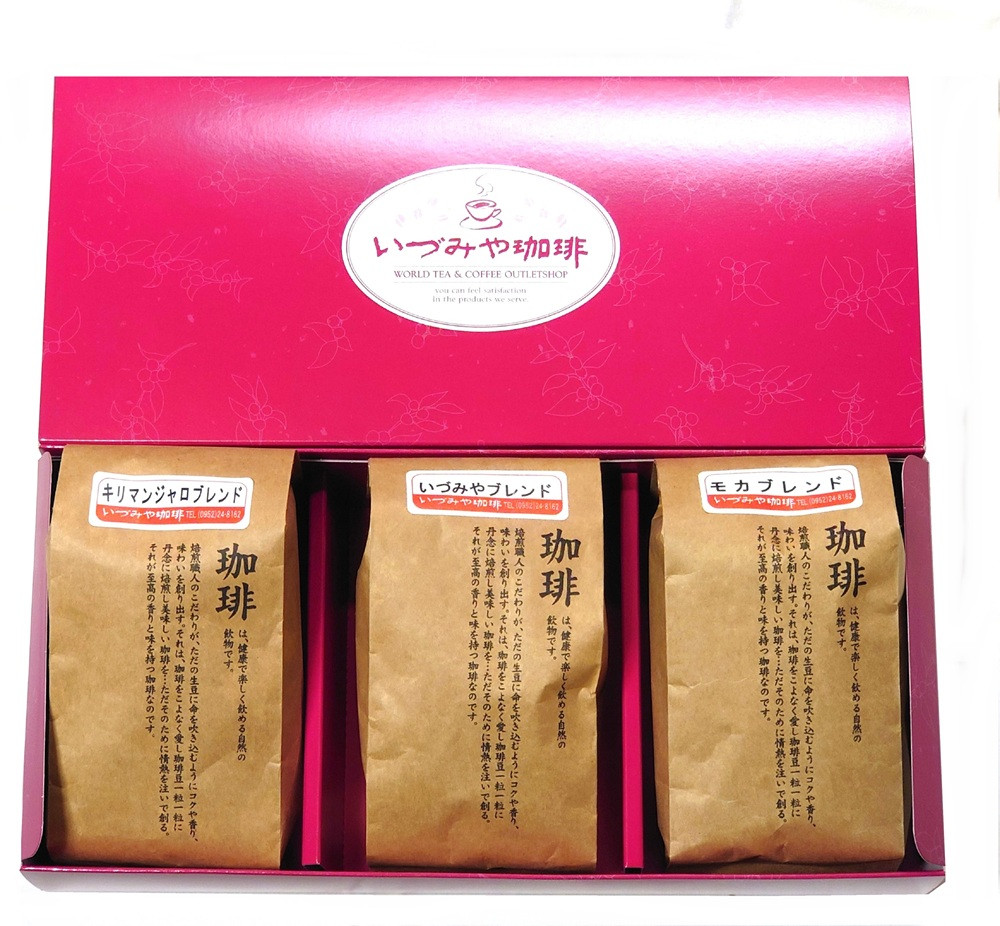 いづみや珈琲
WORLD TEA & COFFEE OUTLETSHOP
you can feel satisfaction
in the products we serve
キリマンジャロブレンド
いづみや珈琲 TEL(0952)24-8162
珈琲
は、健康で楽しく飲める自然の
飲物です。
焙煎職人のこだわりが、ただの生豆に命を吹き込むようにコクや香り、
味わいを創り出す。それは、珈琲をこよなく愛し珈琲豆一粒一粒に
丹念に焙煎し美味しい珈琲を…ただそのために情熱を注いで創る。
それが至高の香りと味を持つ珈琲なのです。
いづみやブレンド
いづみや珈琲 TEL(0952)24-8162
珈琲
は、健康で楽しく飲める自然の
飲物です。
焙煎職人のこだわりが、ただの生豆に命を吹き込むようにコクや香り、
味わいを創り出す。それは、珈琲をこよなく愛し珈琲豆一粒一粒に
丹念に焙煎し美味しい珈琲を…ただそのために情熱を注いで創る。
それが至高の香りと味を持つ珈琲なのです。
モカブレンド
いづみや珈琲 TEL(0952)24-8162
珈琲
は、健康で楽しく飲める自然の
飲物です。
焙煎職人のこだわりが、ただの生豆に命を吹き込むようにコクや香り、
味わいを創り出す。それは、珈琲をこよなく愛し珈琲豆一粒一粒に
丹念に焙煎し美味しい珈琲を…ただそのために情熱を注いで創る。
それが至高の香りと味を持つ珈琲なのです。